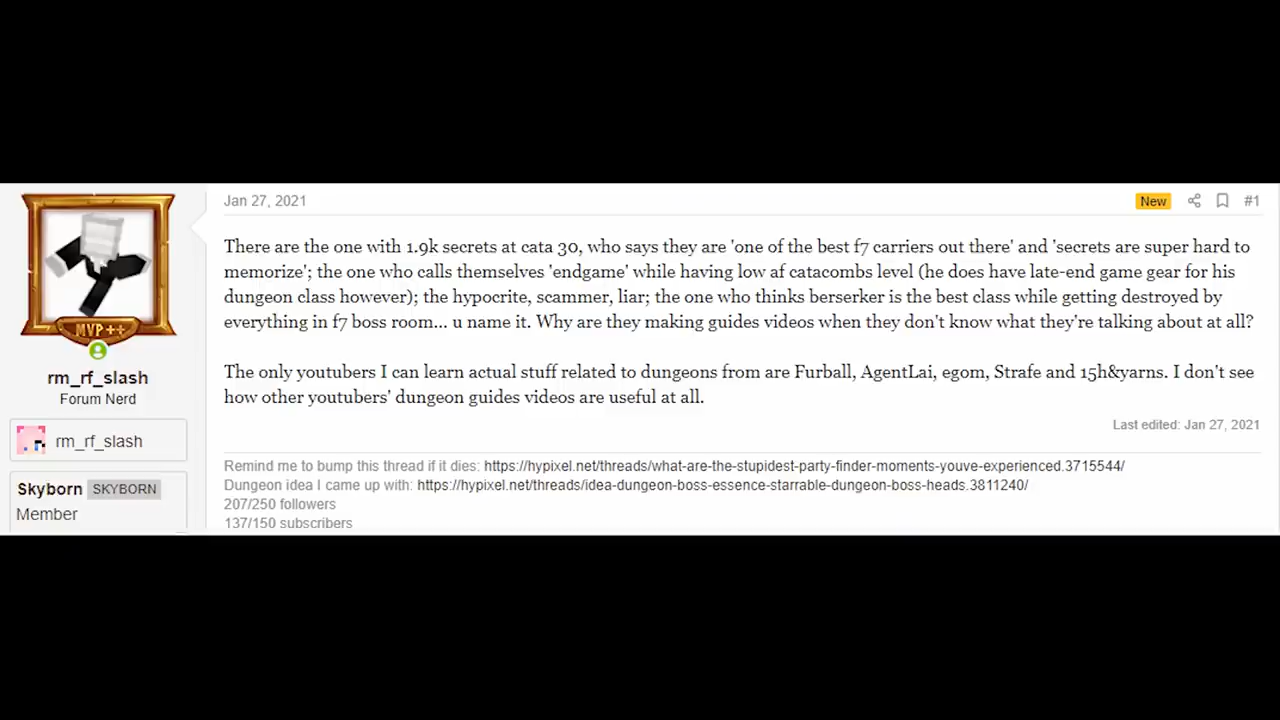 Jan 27, 2021
New
#1
There are the one with 1.9k secrets at cata 30, who says they are 'one of the best f7 carriers out there' and 'secrets are super hard to
memorize'; the one who calls themselves 'endgame' while having low af catacombs level (he does have late-end game gear for his
dungeon class however); the hypocrite, scammer, liar; the one who thinks berserker is the best class while getting destroyed by
everything in f7 boss room... u name it. Why are they making guides videos when they don't know what they're talking about at all?
The only youtubers I can learn actual stuff related to dungeons from are Furball, AgentLai, egom, Strafe and 15h&yarns. I don't see
how other youtubers' dungeon guides videos are useful at all.
Last edited: Jan 27, 2021
Remind me to bump this thread if it dies: https://hypixel.net/threads/what-are-the-stupidest-party-finder-moments-youve-experienced.3715544/
Dungeon idea I came up with: https://hypixel.net/threads/idea-dungeon-boss-essence-starrable-dungeon-boss-heads.3811240/
207/250 followers
137/150 subscribers
MVP++
rm_rf_slash
Forum Nerd
rm_rf_slash
Skyborn SKYBORN
Member